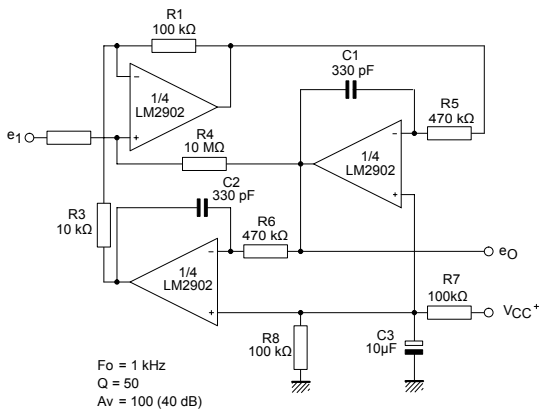 R1
100 kΩ
C1
330 pF
1/4
LM2902
R5
470 kΩ
e1
R4
10 MΩ
1/4
LM2902
C2
330 pF
R3
10 kΩ
R6
470 kΩ
1/4
LM2902
eO
R7
100kΩ
VCC+
R8
100 kΩ
C3
10µF
Fo = 1 kHz
Q = 50
Av = 100 (40 dB)